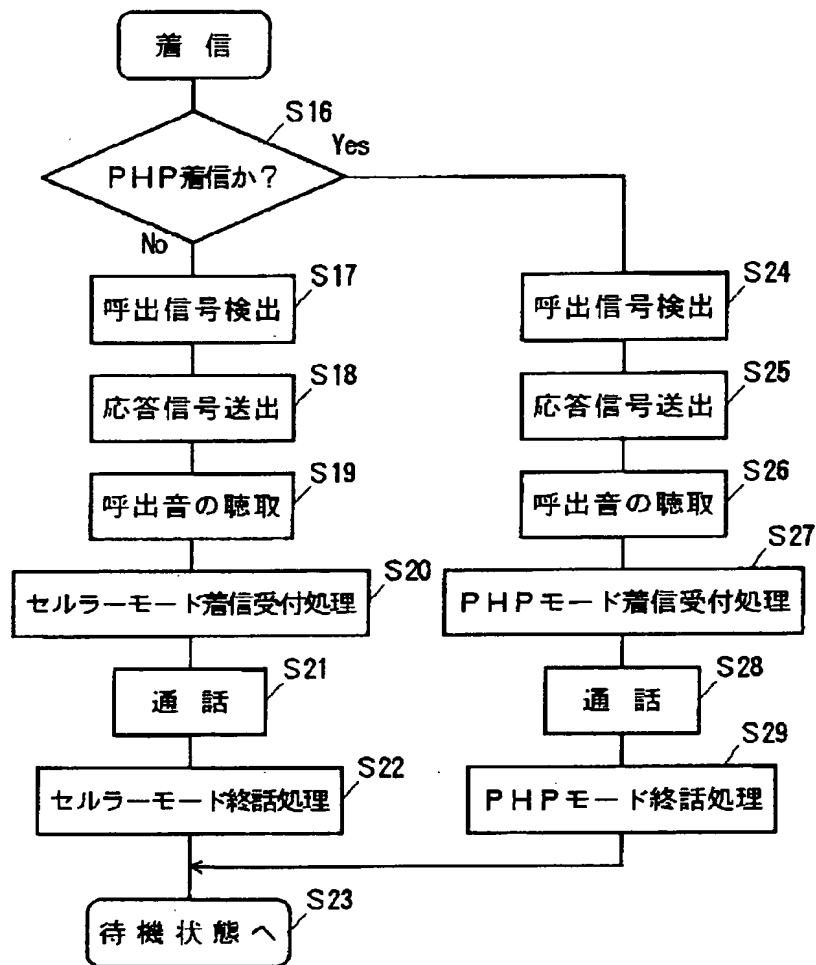 着信
S16
PHP着信か?
Yes
No
S17
呼出信号検出
S18
応答信号送出
S19
呼出音の聴取
S20
セルラーモード着信受付処理
S21
通話
S22
セルラーモード終話処理
S24
呼出信号検出
S25
応答信号送出
S26
呼出音の聴取
S27
PHPモード着信受付処理
S28
通話
S29
PHPモード終話処理
S23
待機状態へ